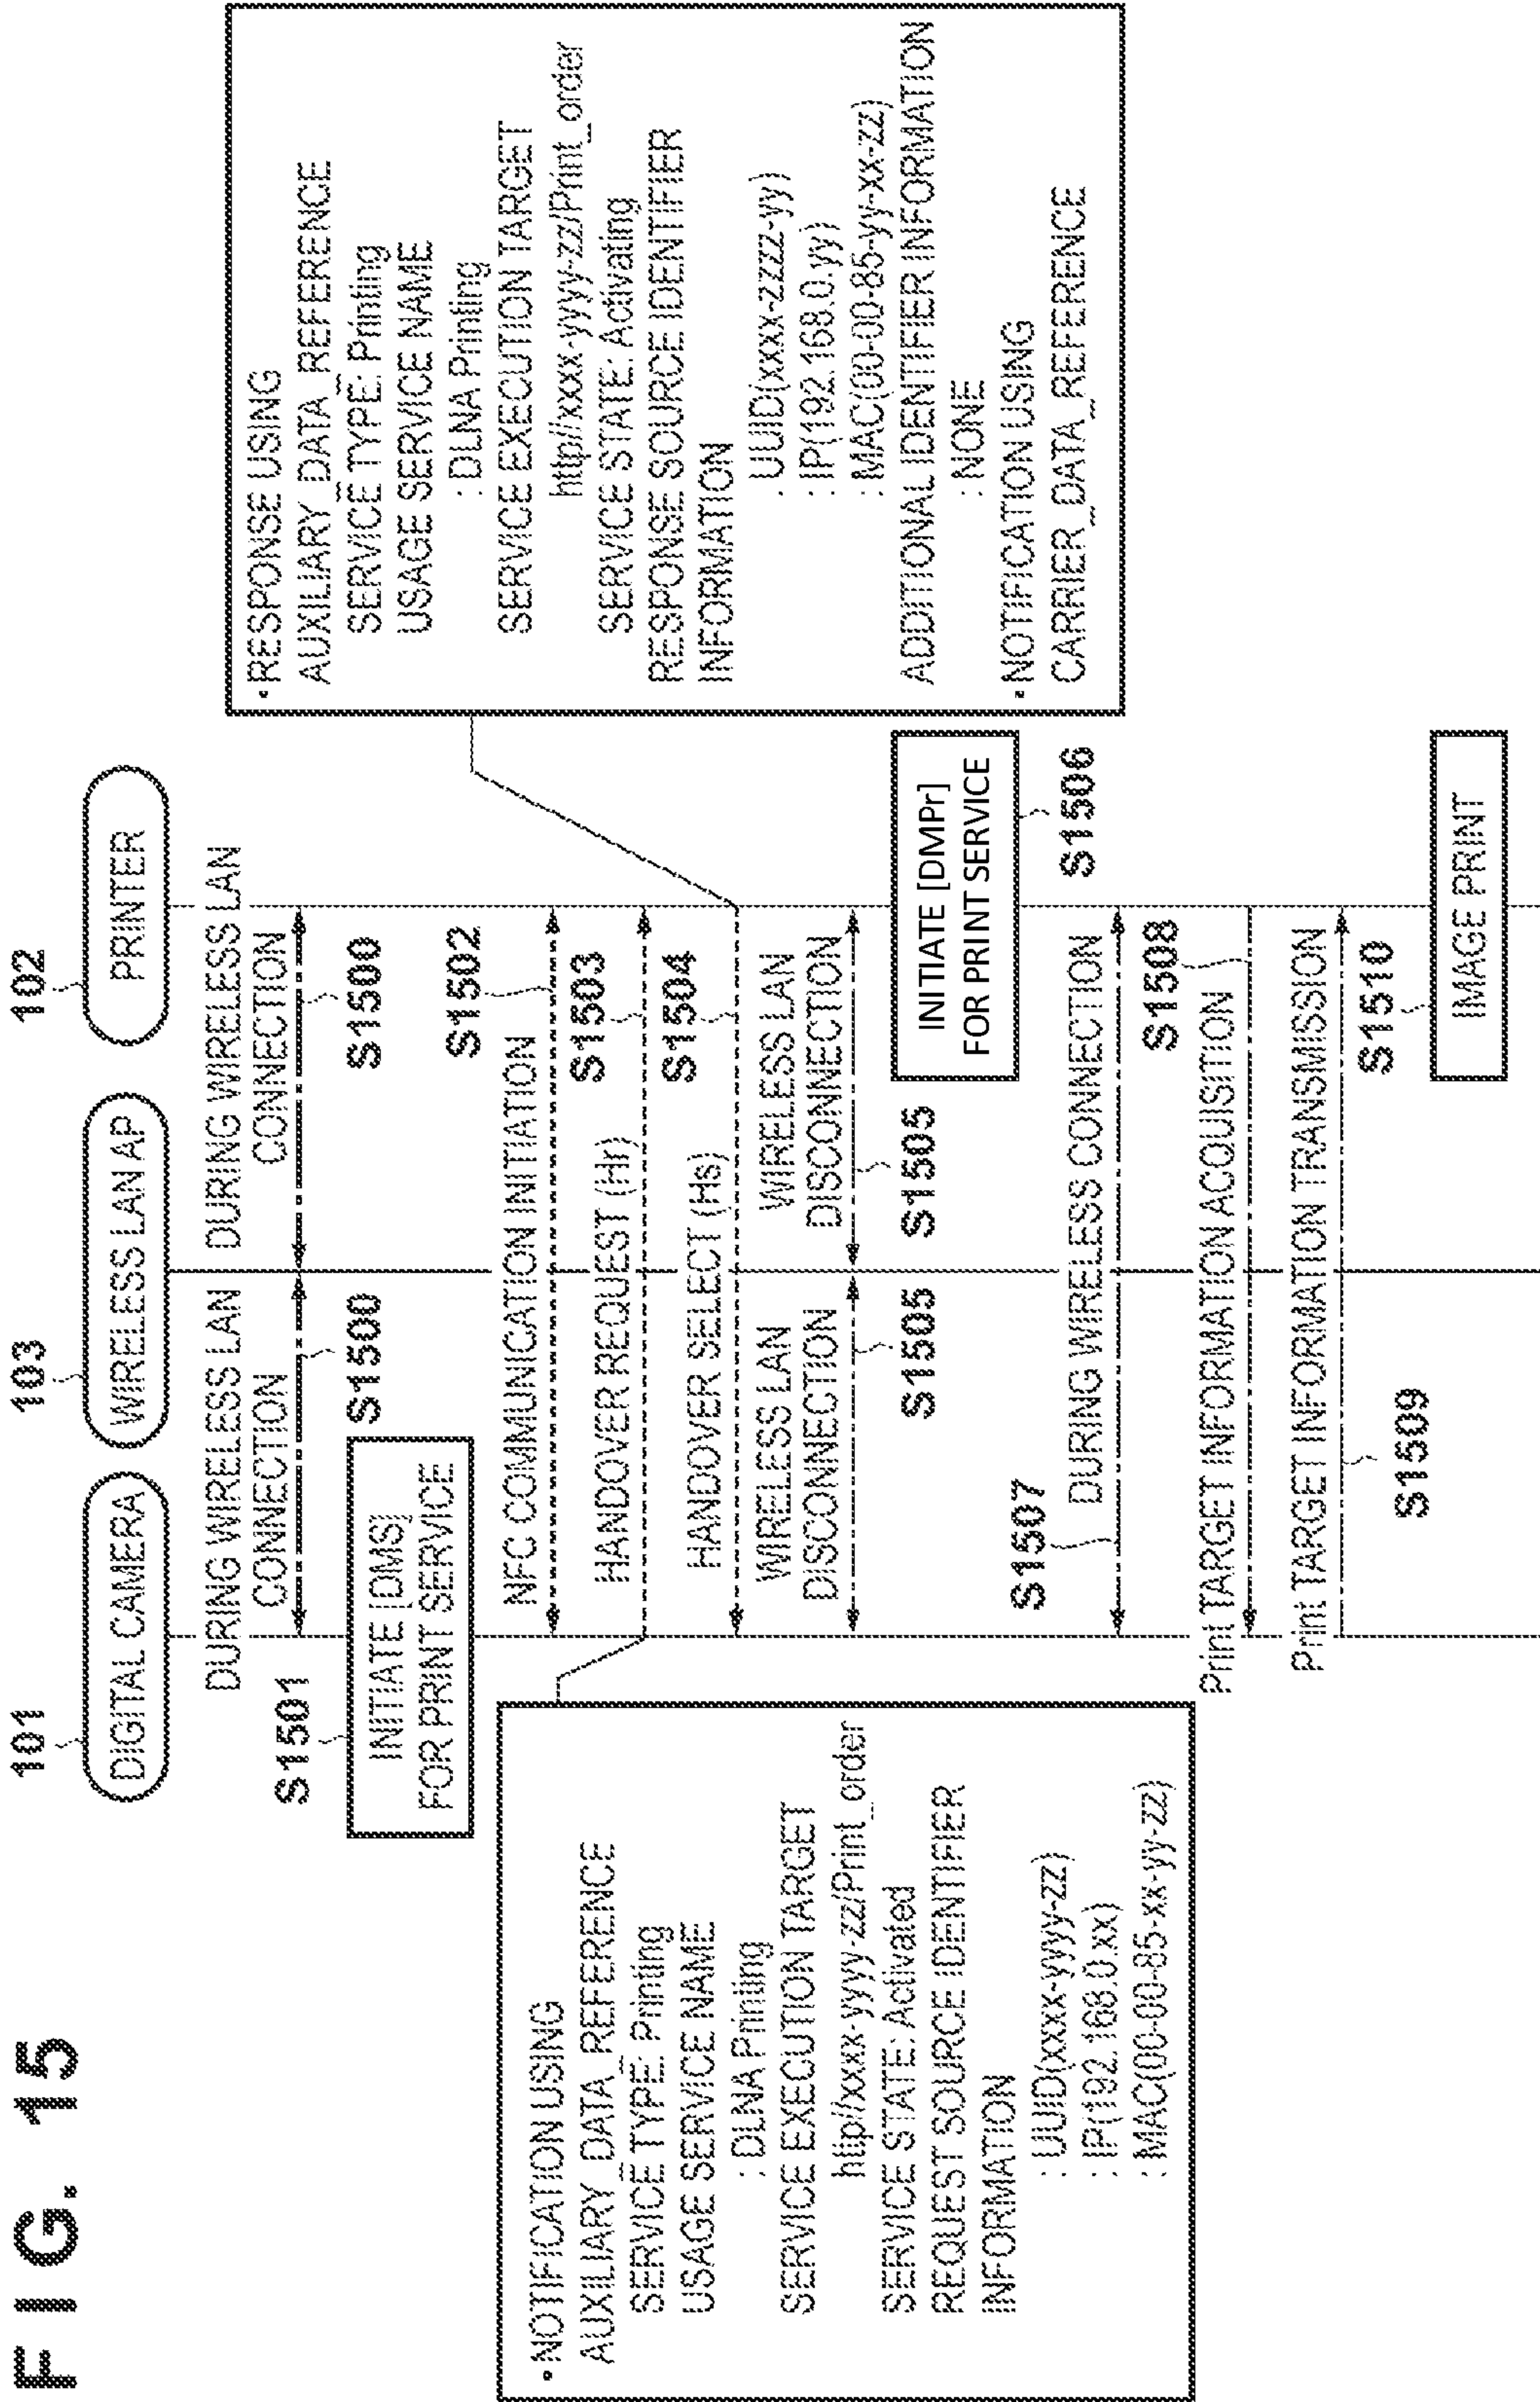 FIG. 15
101
DIGITAL CAMERA
103
WIRELESS LAN AP
102
PRINTER
DURING WIRELESS LAN
CONNECTION
S1500
DURING WIRELESS LAN
CONNECTION
S1500
S1501
INITIATE [DMS]
FOR PRINT SERVICE
NFC COMMUNICATION INITIATION
S1502
HANDOVER REQUEST (Hr)
S1503
HANDOVER SELECT (Hs)
S1504
WIRELESS LAN
DISCONNECTION
S1505
WIRELESS LAN
DISCONNECTION
S1505
INITIATE [DMPr]
FOR PRINT SERVICE
S1506
S1507
DURING WIRELESS CONNECTION
Print TARGET INFORMATION ACQUISITION
S1508
Print TARGET INFORMATION TRANSMISSION
S1509
S1510
IMAGE PRINT
•NOTIFICATION USING
AUXILIARY_DATA_REFERENCE
SERVICE TYPE: Printing
USAGE SERVICE NAME
: DLNA Printing
SERVICE EXECUTION TARGET
http//xxxx-yyyy-zz/Print_order
SERVICE STATE: Activated
REQUEST SOURCE IDENTIFIER
INFORMATION
: UUID(xxxx-yyyy-zz)
: IP(192.168.0.xx)
: MAC(00-00-85-xx-yy-zz)
•RESPONSE USING
AUXILIARY_DATA_REFERENCE
SERVICE TYPE: Printing
USAGE SERVICE NAME
: DLNA Printing
SERVICE EXECUTION TARGET
http//xxxx-yyyy-zz/Print_order
SERVICE STATE: Activating
RESPONSE SOURCE IDENTIFIER
INFORMATION
: UUID(xxxx-zzzz-yy)
: IP(192.168.0.yy)
: MAC(00-00-85-yy-xx-zz)
ADDITIONAL IDENTIFIER INFORMATION
: NONE
•NOTIFICATION USING
CARRIER_DATA_REFERENCE